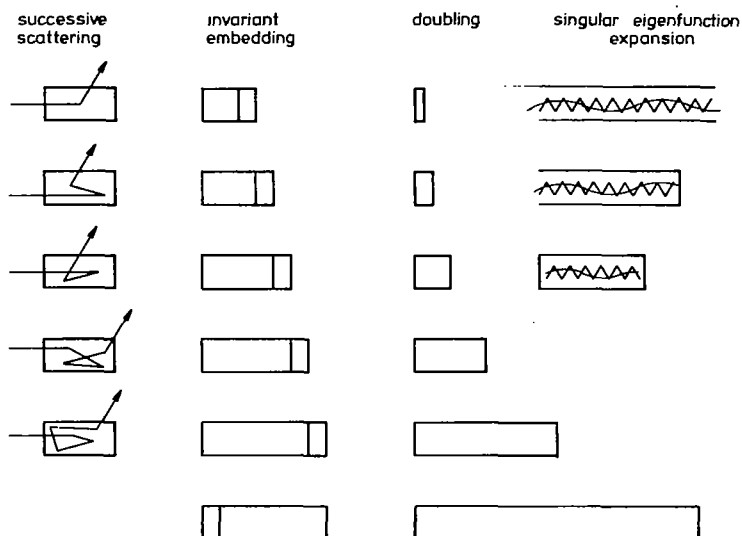 successive
scattering
invariant
embedding
doubling
singular eigenfunction
expansion